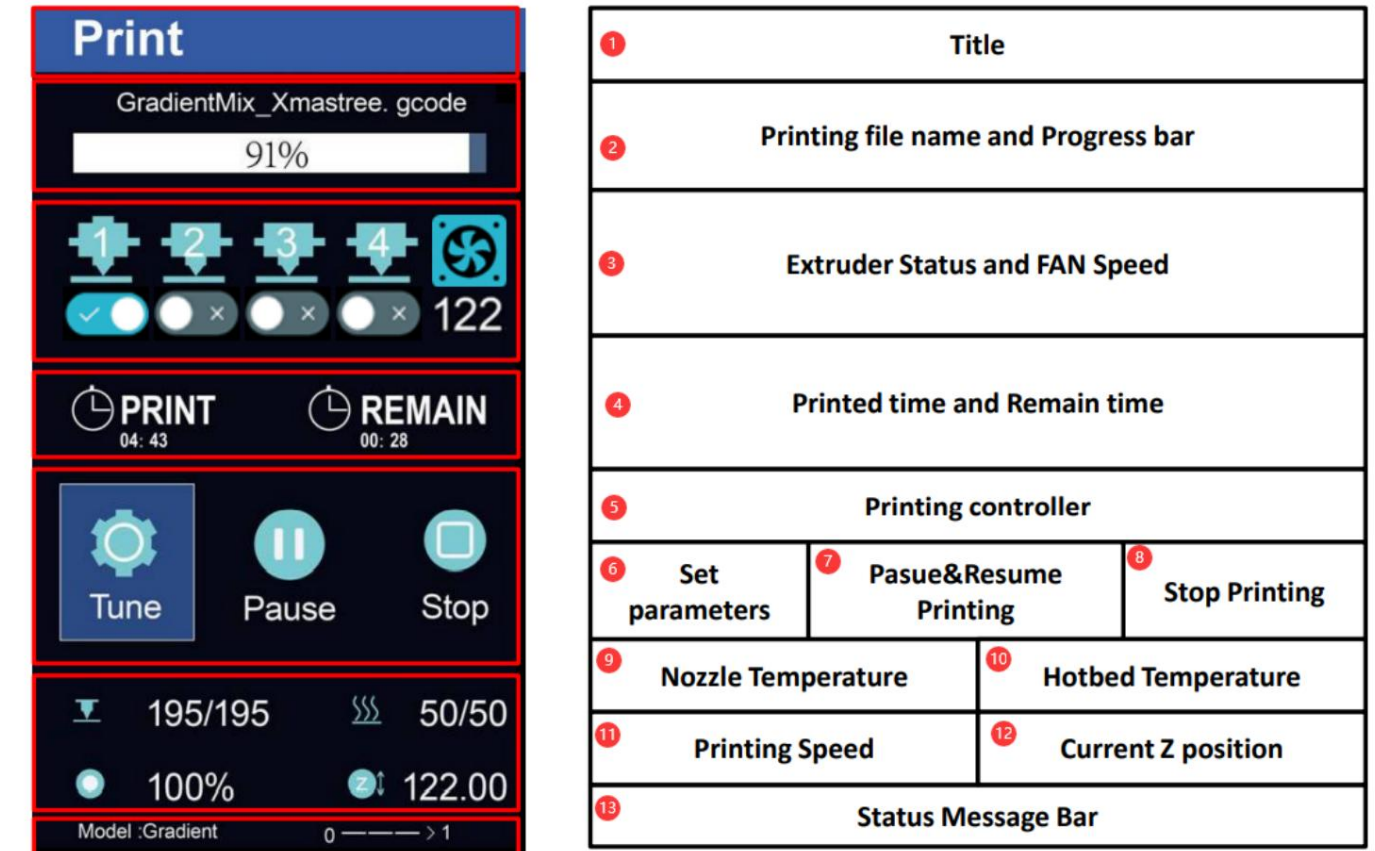 Print
GradientMix_Xmastree. gcode
91%
1 2 3 4
122
PRINT REMAIN
04: 43 00: 28
Tune Pause Stop
195/195 50/50
100% Z 122.00
Model :Gradient 0 ———> 1
1 Title
2 Printing file name and Progress bar
3 Extruder Status and FAN Speed
4 Printed time and Remain time
5 Printing controller
6 Set
parameters
7 Pasue&Resume
Printing
8 Stop Printing
9 Nozzle Temperature
10 Hotbed Temperature
11 Printing Speed
12 Current Z position
13 Status Message Bar